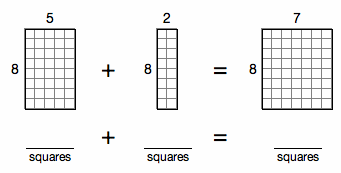 5 2 7
8 + 8 = 8
+ =
squares squares squares